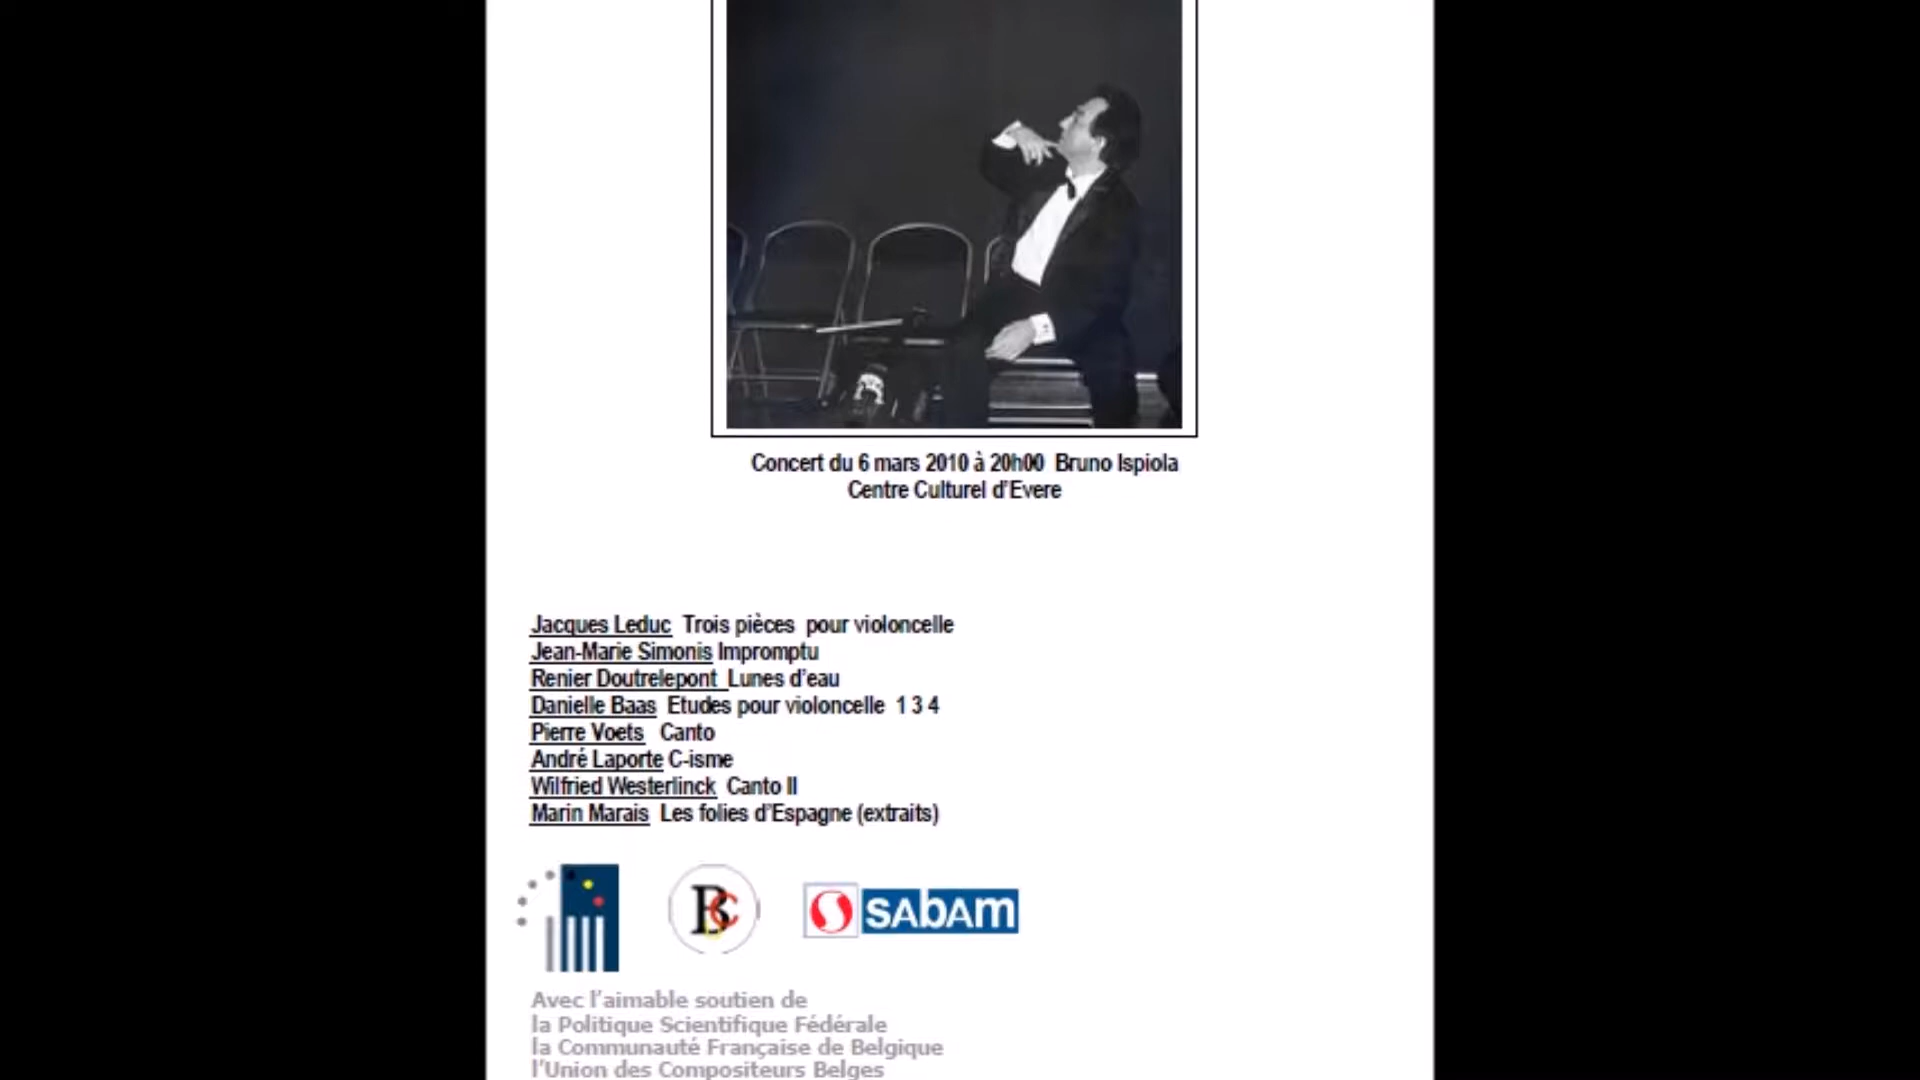 Concert du 6 mars 2010 à 20h00 Bruno Ispiola
Centre Culturel d'Evere
Jacques Leduc Trois pièces pour violoncelle
Jean-Marie Simonis Impromptu
Renier Doutrelepont Lunes d'eau
Danielle Baas Etudes pour violoncelle 1 3 4
Pierre Voets Canto
André Laporte C-isme
Wilfried Westerlinck Canto II
Marin Marais Les folies d'Espagne (extraits)
BC
sAbAm
Avec l'aimable soutien de
la Politique Scientifique Fédérale
la Communauté Française de Belgique
l'Union des Compositeurs Belges